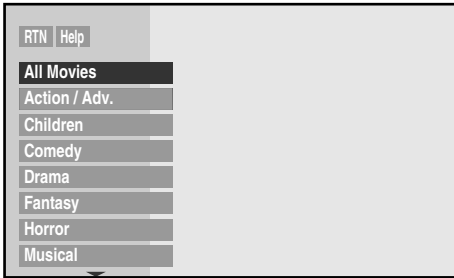 RTN Help
All Movies
Action / Adv.
Children
Comedy
Drama
Fantasy
Horror
Musical